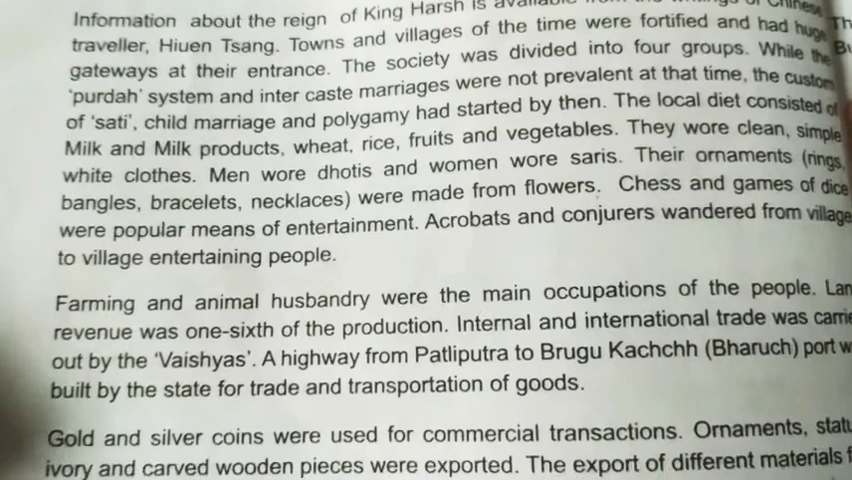 Information about the reign of King Harsh is
traveller, Hiuen Tsang. Towns and villages of the time were fortified and had huge
gateways at their entrance. The society was divided into four groups. While the
'purdah' system and inter caste marriages were not prevalent at that time, the custom
of 'sati', child marriage and polygamy had started by then. The local diet consisted of
Milk and Milk products, wheat, rice, fruits and vegetables. They wore clean, simple
white clothes. Men wore dhotis and women wore saris. Their ornaments (rings,
bangles, bracelets, necklaces) were made from flowers. Chess and games of dice
were popular means of entertainment. Acrobats and conjurers wandered from village
to village entertaining people.
Farming and animal husbandry were the main occupations of the people.
revenue was one-sixth of the production. Internal and international trade was
out by the 'Vaishyas'. A highway from Patliputra to Brugu Kachchh (Bharuch) port
built by the state for trade and transportation of goods.
Gold and silver coins were used for commercial transactions. Ornaments,
ivory and carved wooden pieces were exported. The export of different materials